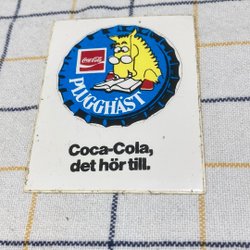 Coca-Cola
PLUGGHÄST
Coca-Cola,
det hör till.